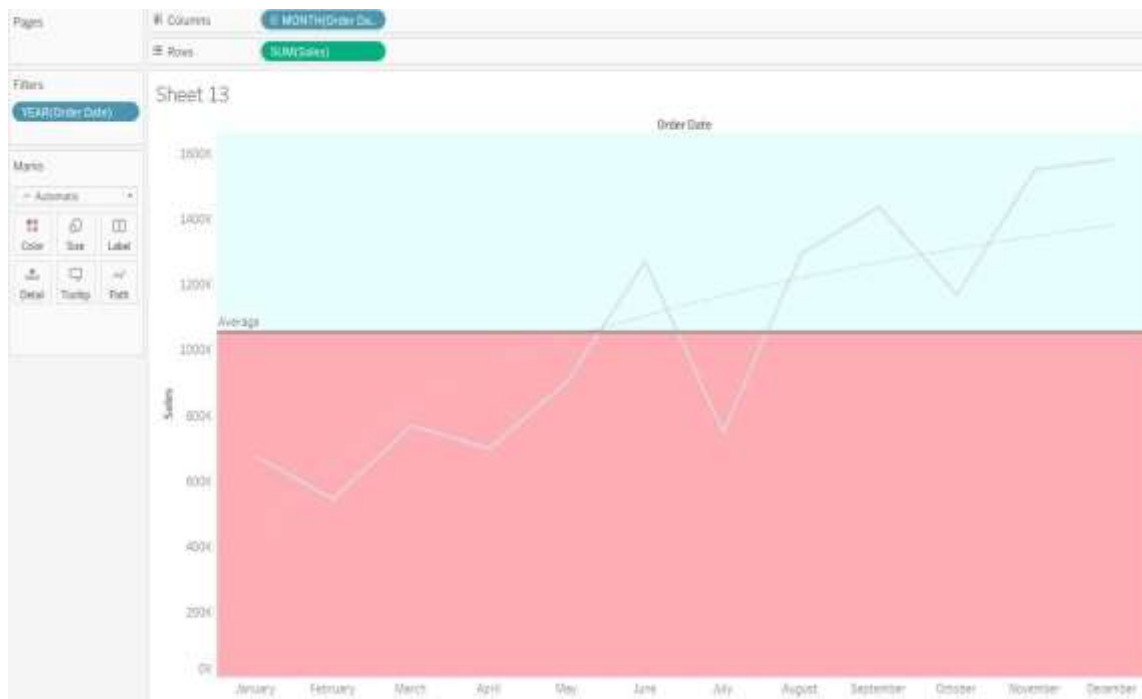 Pages
Columns
MONTH(Order Da..
Rows
SUM(Sales)
Filters
YEAR(Order Date)
Marks
Automatic
Color
Size
Label
Detail
Tooltip
Path
Sheet 13
Order Date
1600K
1400K
1200K
Average
1000K
Sales
800K
600K
400K
200K
0K
January February March April May June July August September October November December